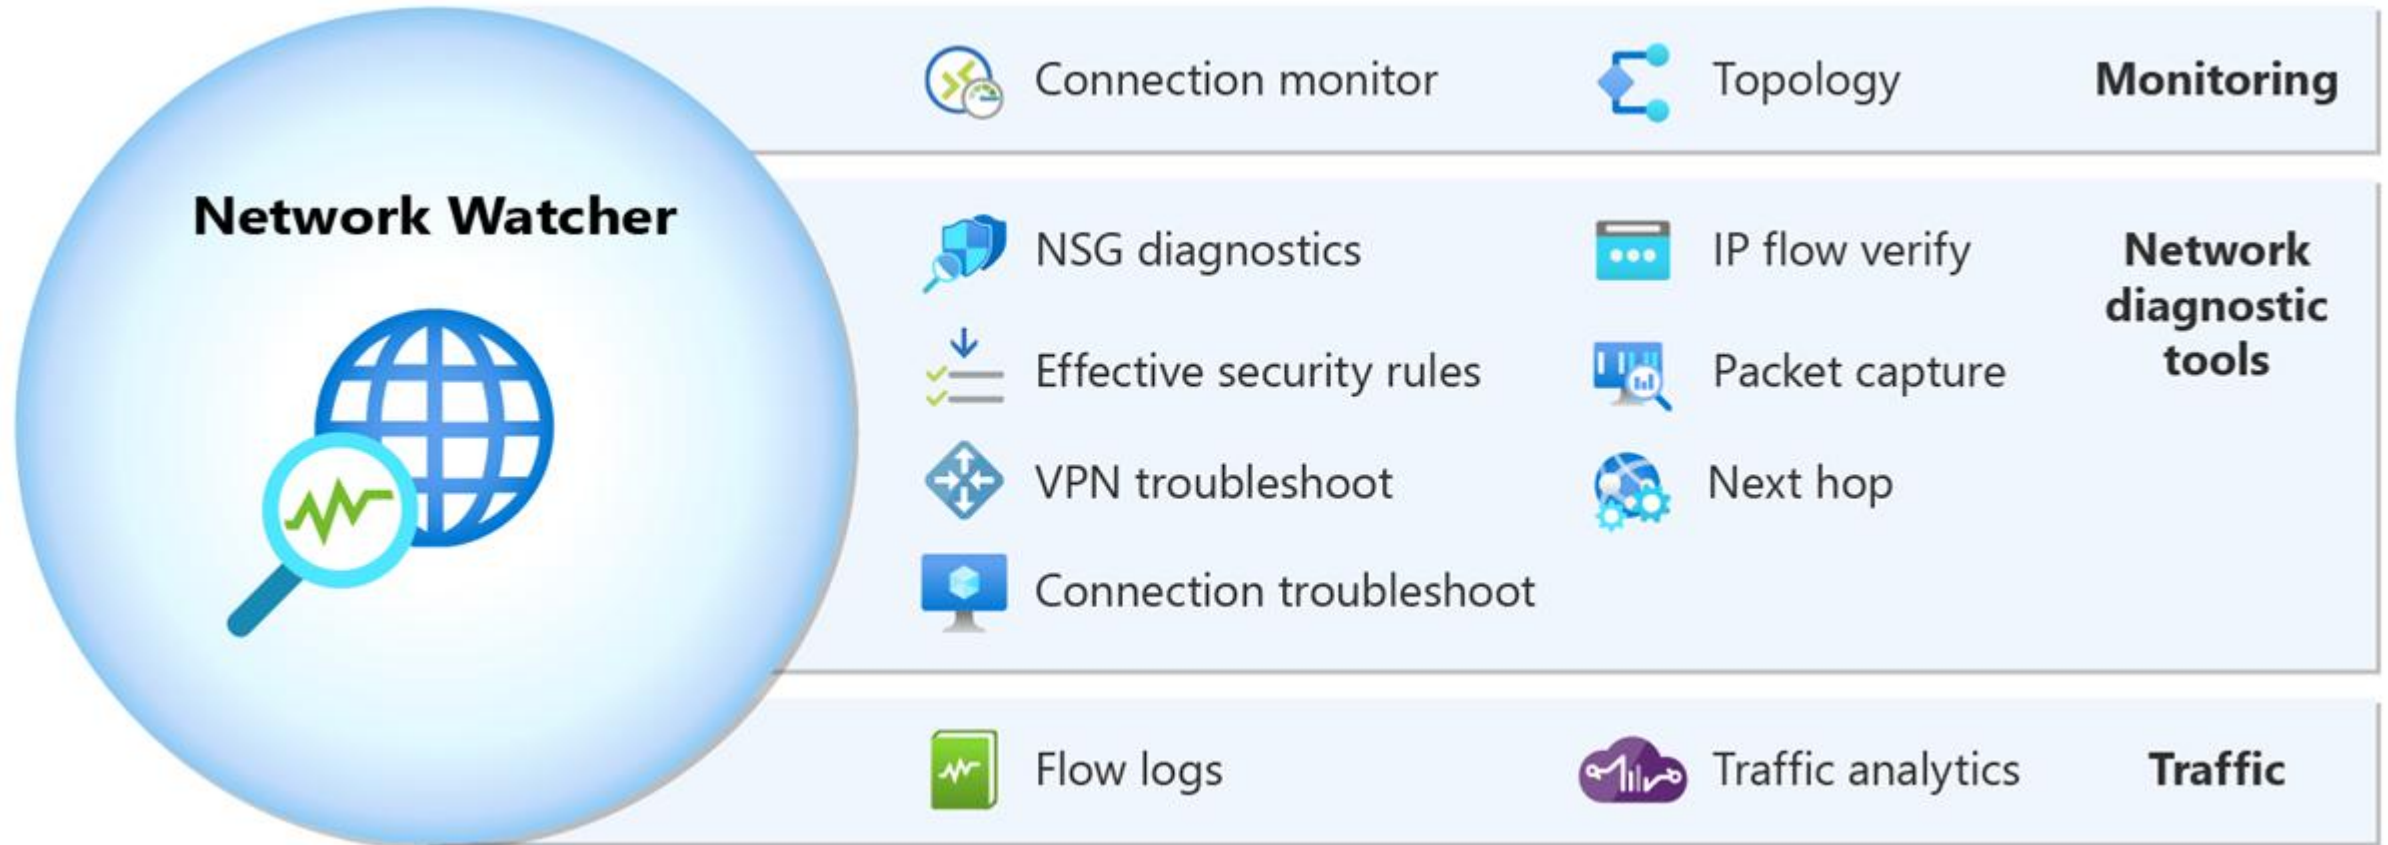 Network Watcher
Connection monitor
Topology
Monitoring
NSG diagnostics
IP flow verify
Network
diagnostic
tools
Effective security rules
Packet capture
VPN troubleshoot
Next hop
Connection troubleshoot
Flow logs
Traffic analytics
Traffic